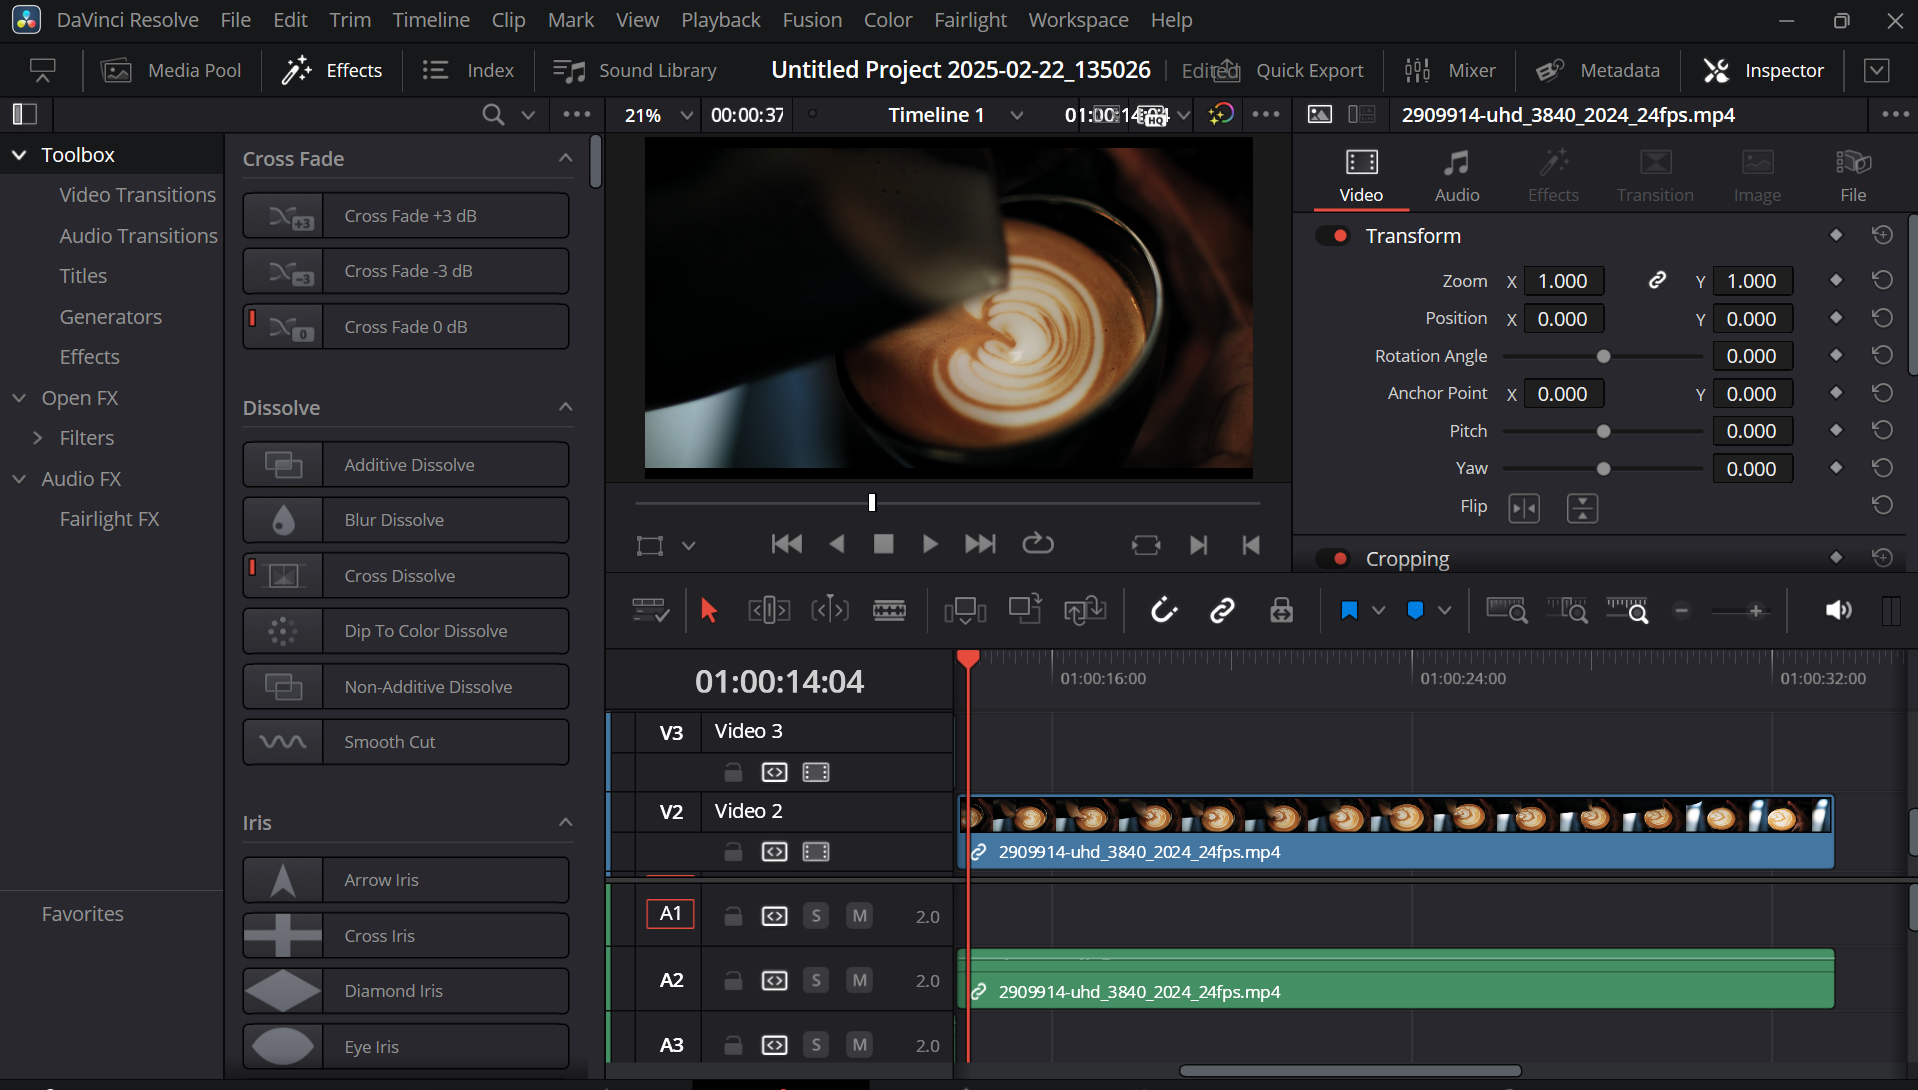 DaVinci Resolve File Edit Trim Timeline Clip Mark View Playback Fusion Color Fairlight Workspace Help
Media Pool Effects Index Sound Library Untitled Project 2025-02-22_135026 Edited Quick Export Mixer Metadata Inspector
21% 00:00:37 Timeline 1 01:00:14:04 HQ 2909914-uhd_3840_2024_24fps.mp4
Toolbox
Video Transitions
Audio Transitions
Titles
Generators
Effects
Open FX
Filters
Audio FX
Fairlight FX
Favorites
Cross Fade
+3 Cross Fade +3 dB
-3 Cross Fade -3 dB
0 Cross Fade 0 dB
Dissolve
Additive Dissolve
Blur Dissolve
Cross Dissolve
Dip To Color Dissolve
Non-Additive Dissolve
Smooth Cut
Iris
Arrow Iris
Cross Iris
Diamond Iris
Eye Iris
Video Audio Effects Transition Image File
Transform
Zoom X 1.000 Y 1.000
Position X 0.000 Y 0.000
Rotation Angle 0.000
Anchor Point X 0.000 Y 0.000
Pitch 0.000
Yaw 0.000
Flip
Cropping
01:00:14:04 01:00:16:00 01:00:24:00 01:00:32:00
V3 Video 3
V2 Video 2
2909914-uhd_3840_2024_24fps.mp4
A1 S M 2.0
A2 S M 2.0 2909914-uhd_3840_2024_24fps.mp4
A3 S M 2.0